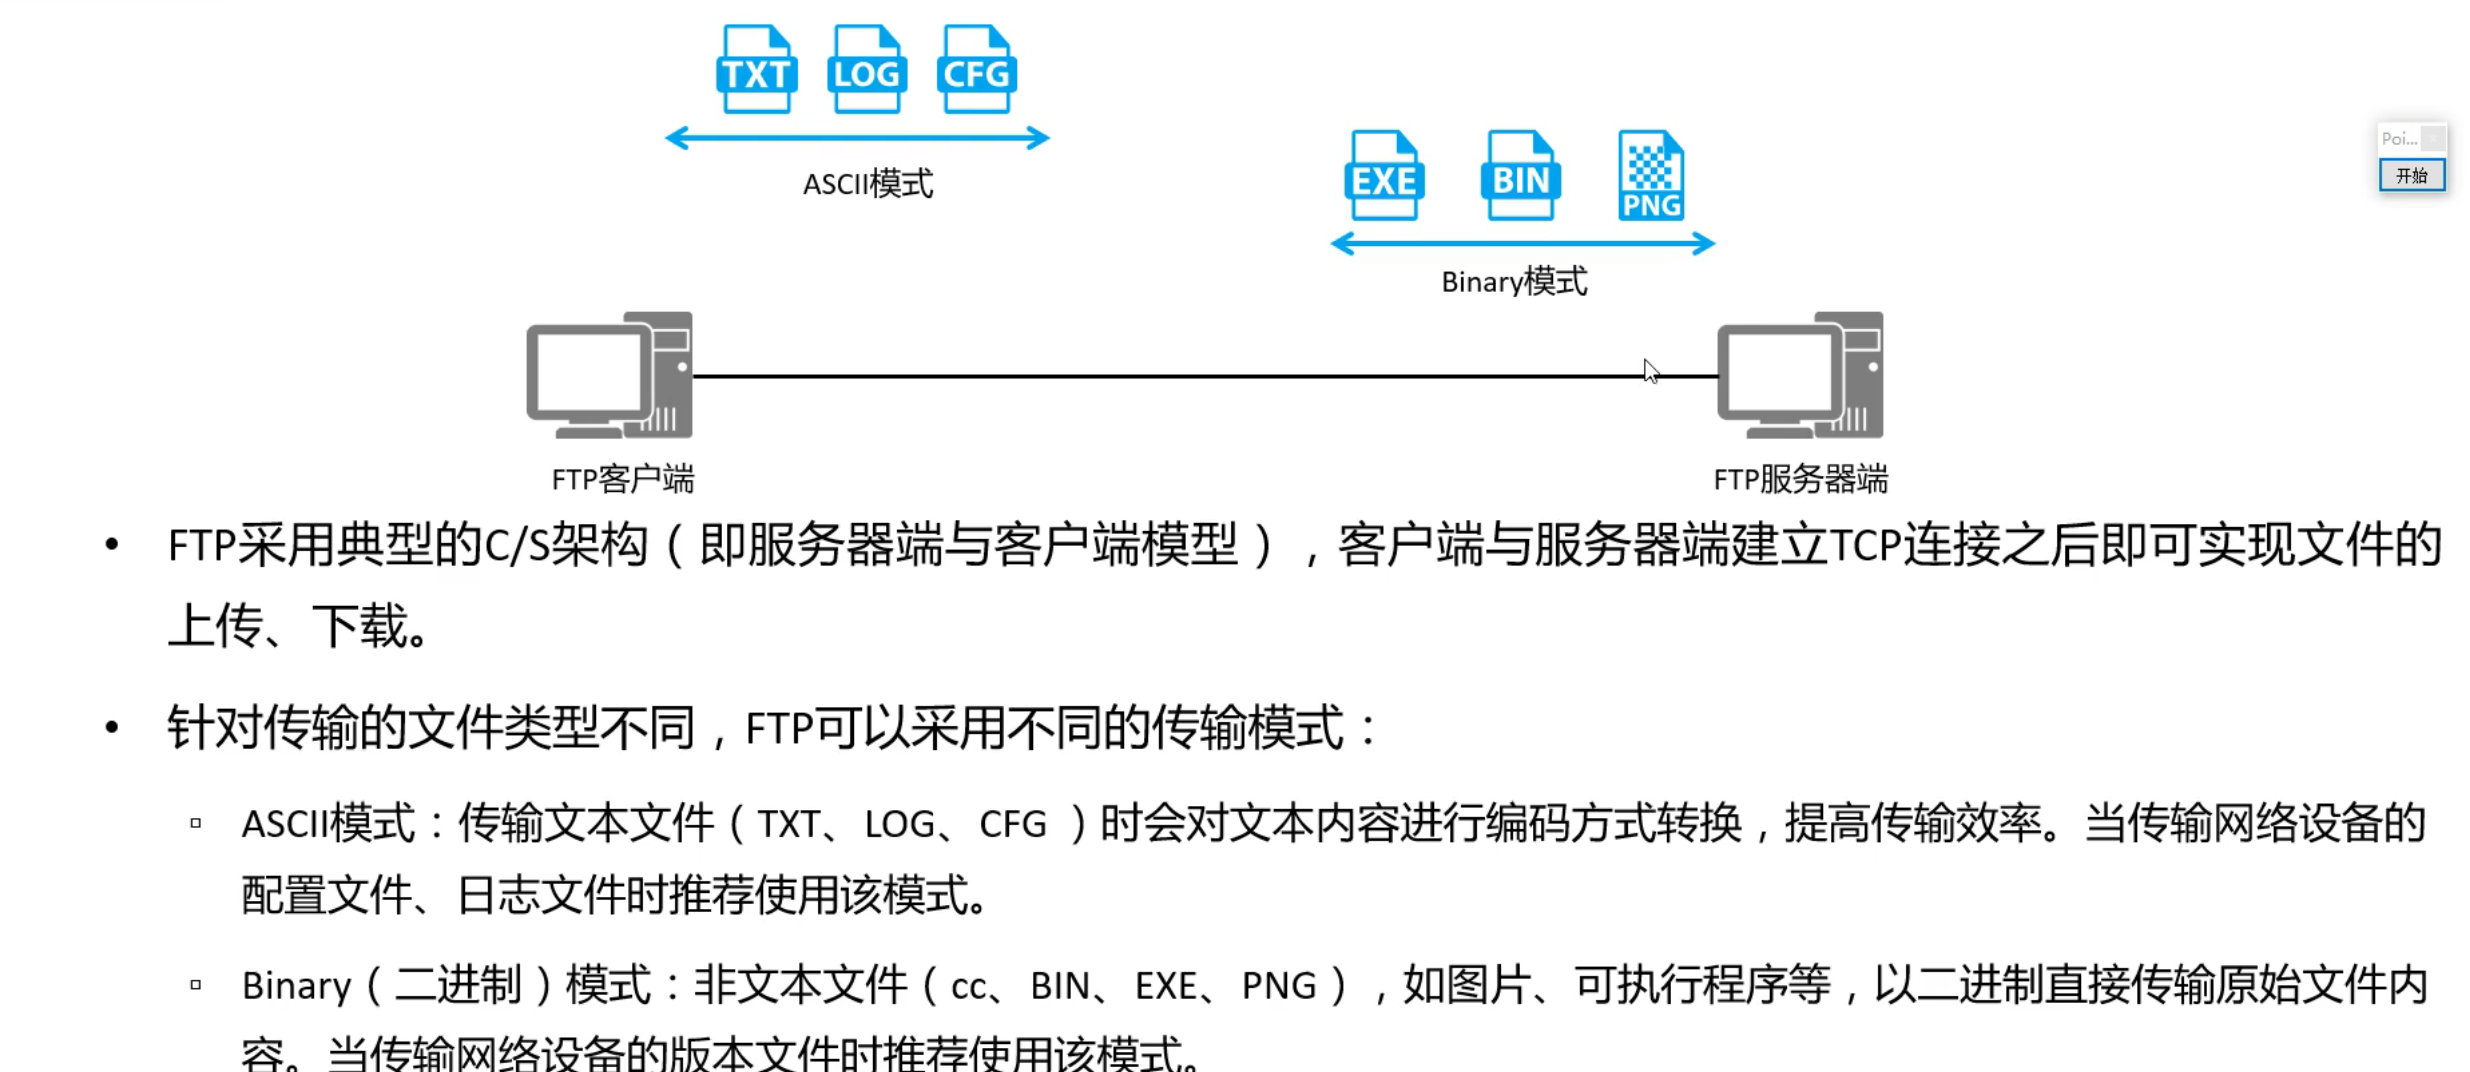 TXT LOG CFG
ASCII模式
EXE BIN PNG
Binary模式
Poi...
开始
FTP客户端
FTP服务器端
• FTP采用典型的C/S架构（即服务器端与客户端模型），客户端与服务器端建立TCP连接之后即可实现文件的
上传、下载。
• 针对传输的文件类型不同，FTP可以采用不同的传输模式：
▫ ASCII模式：传输文本文件（TXT、LOG、CFG ）时会对文本内容进行编码方式转换，提高传输效率。当传输网络设备的
配置文件、日志文件时推荐使用该模式。
▫ Binary（二进制）模式：非文本文件（cc、BIN、EXE、PNG），如图片、可执行程序等，以二进制直接传输原始文件内
容。当传输网络设备的版本文件时推荐使用该模式。